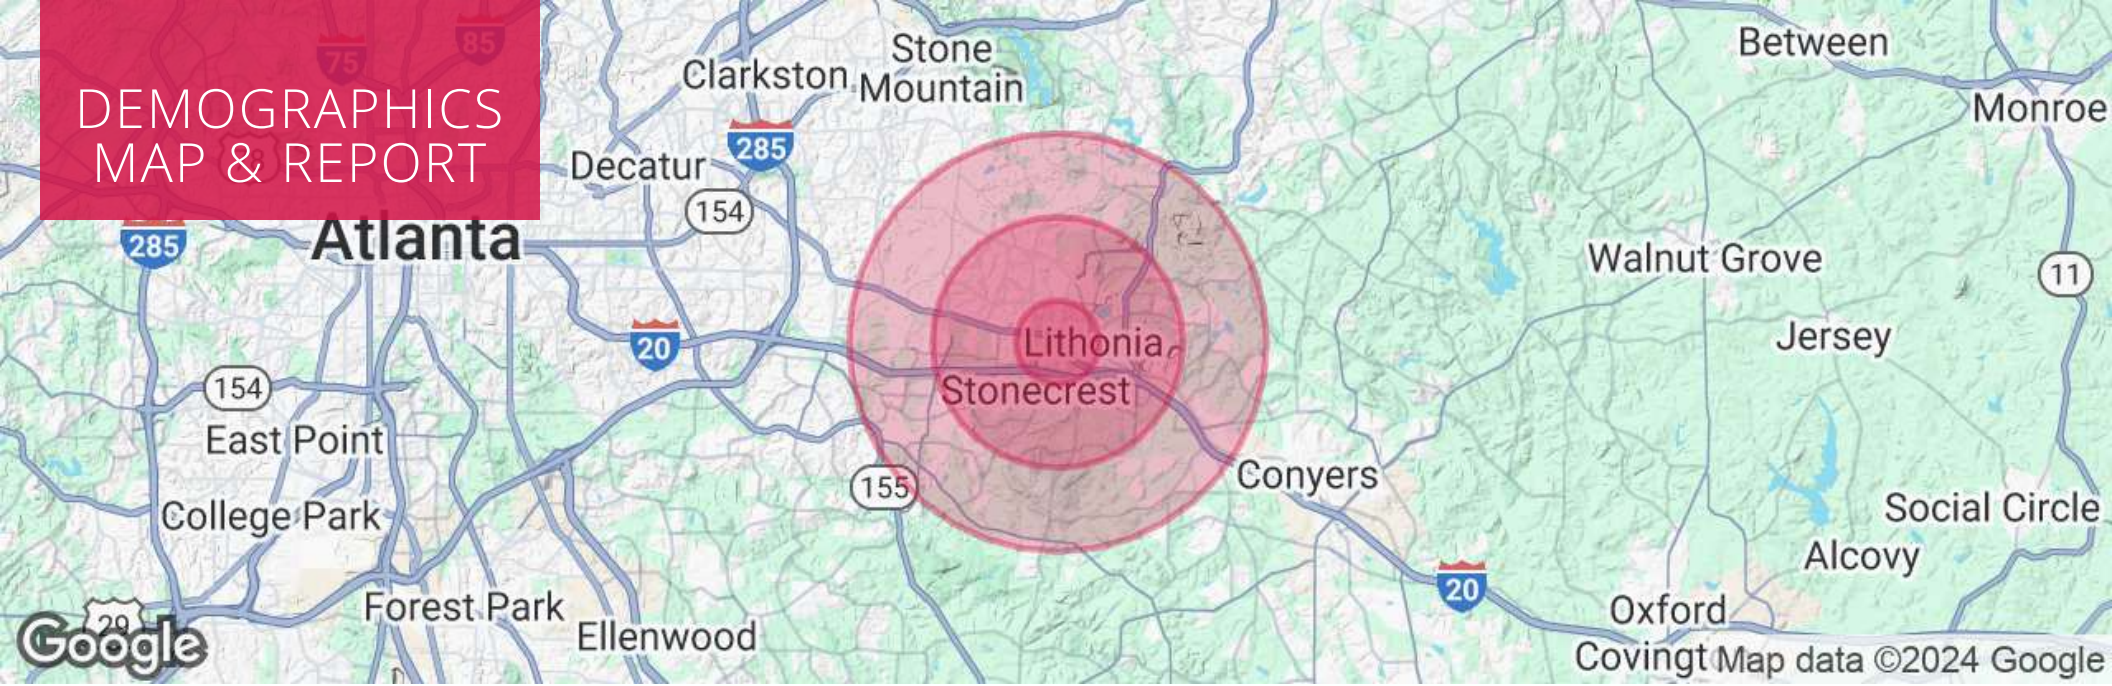 DEMOGRAPHICS
MAP & REPORT
75
85
Stone
Mountain
Clarkston
Between
Monroe
285
Decatur
154
285
Atlanta
Walnut Grove
11
20
Lithonia
Jersey
Stonecrest
154
East Point
155
Conyers
College Park
Social Circle
Alcovy
20
Forest Park
Oxford
29
Google
Ellenwood
Covingt
Map data ©2024 Google